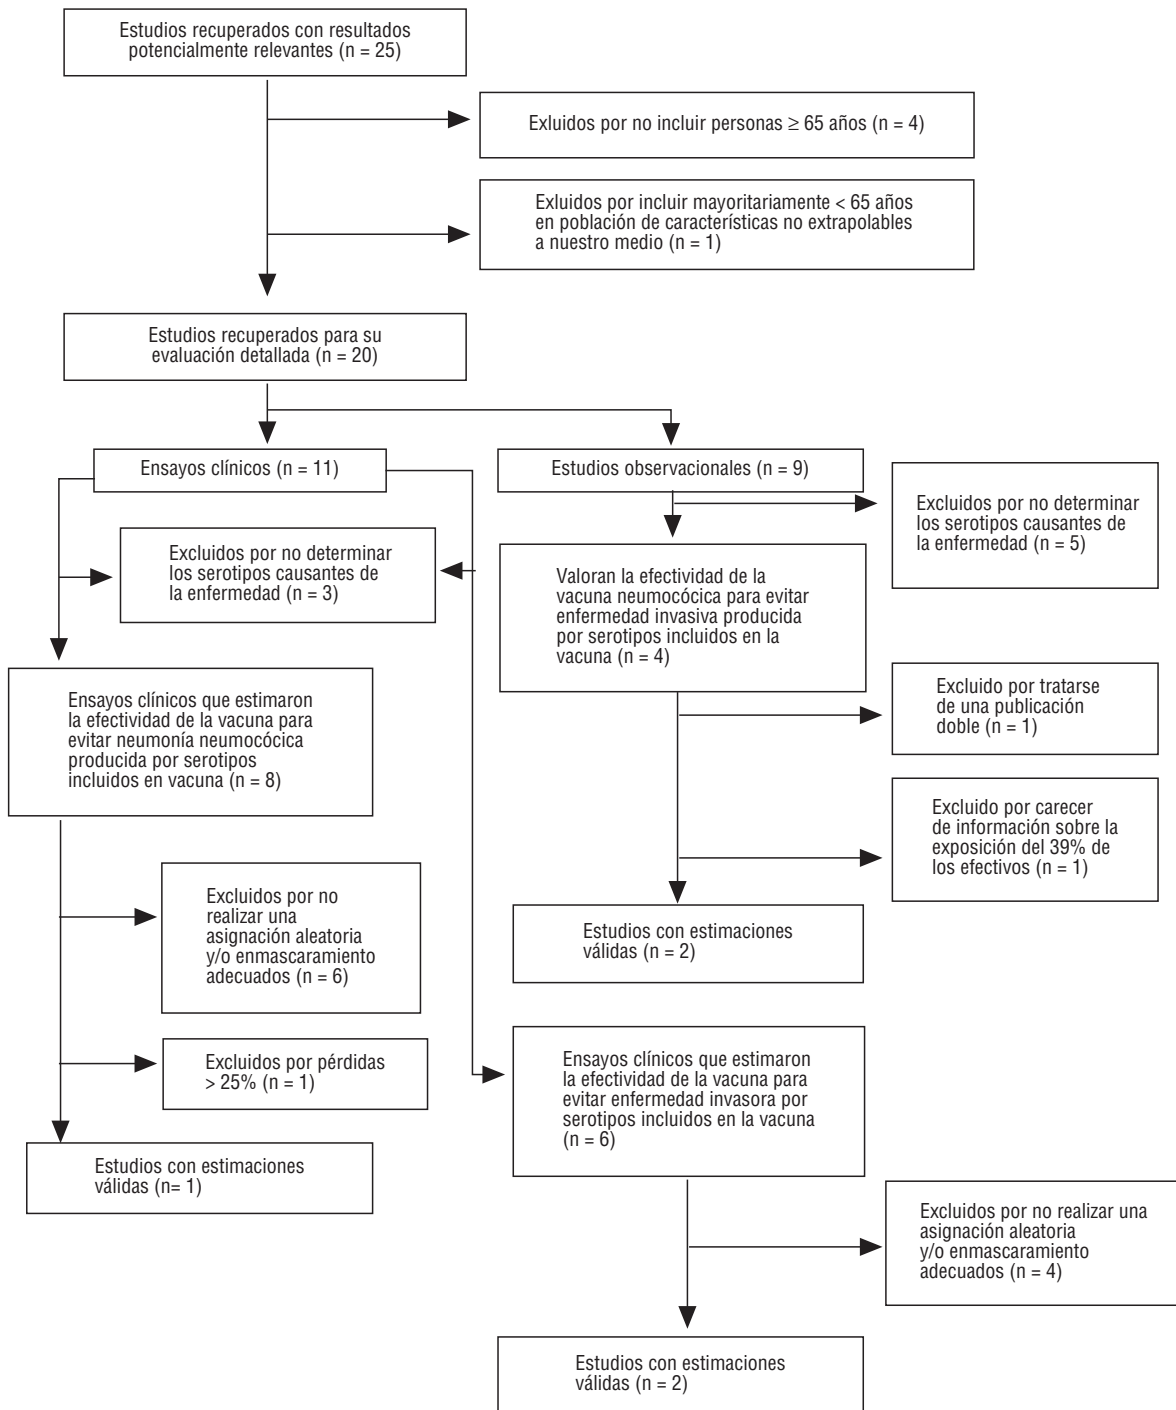 Estudios recuperados con resultados
potencialmente relevantes (n = 25)
Exluidos por no incluir personas ≥ 65 años (n = 4)
Exluidos por incluir mayoritariamente < 65 años
en población de características no extrapolables
a nuestro medio (n = 1)
Estudios recuperados para su
evaluación detallada (n = 20)
Ensayos clínicos (n = 11)
Estudios observacionales (n = 9)
Excluidos por no determinar
los serotipos causantes de
la enfermedad (n = 5)
Excluidos por no determinar
los serotipos causantes de
la enfermedad (n = 3)
Valoran la efectividad de la
vacuna neumocócica para evitar
enfermedad invasiva producida
por serotipos incluidos en la
vacuna (n = 4)
Ensayos clínicos que estimaron
la efectividad de la vacuna para
evitar neumonía neumocócica
producida por serotipos
incluidos en vacuna (n = 8)
Excluido por tratarse
de una publicación
doble (n = 1)
Excluido por carecer
de información sobre la
exposición del 39% de
los efectivos (n = 1)
Excluidos por no
realizar una
asignación aleatoria
y/o enmascaramiento
adecuados (n = 6)
Estudios con estimaciones
válidas (n = 2)
Excluidos por pérdidas
> 25% (n = 1)
Ensayos clínicos que estimaron
la efectividad de la vacuna para
evitar enfermedad invasora por
serotipos incluidos en la vacuna
(n = 6)
Estudios con estimaciones
válidas (n= 1)
Excluidos por no realizar una
asignación aleatoria
y/o enmascaramiento
adecuados (n = 4)
Estudios con estimaciones
válidas (n = 2)